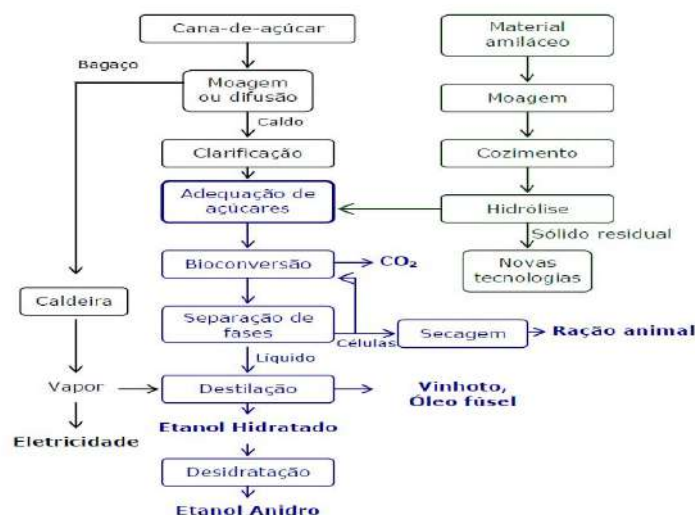 Cana-de-açúcar
Material
amiláceo
Bagaço
Moagem
ou difusão
Moagem
Caldo
Clarificação
Cozimento
Adequação de
açúcares
Hidrólise
Sólido residual
Bioconversão
CO₂
Novas
tecnologias
Caldeira
Separação de
fases
Células
Secagem
Ração animal
Líquido
Vapor
Destilação
Vinhoto,
Óleo fúsel
Etanol Hidratado
Eletricidade
Desidratação
Etanol Anidro